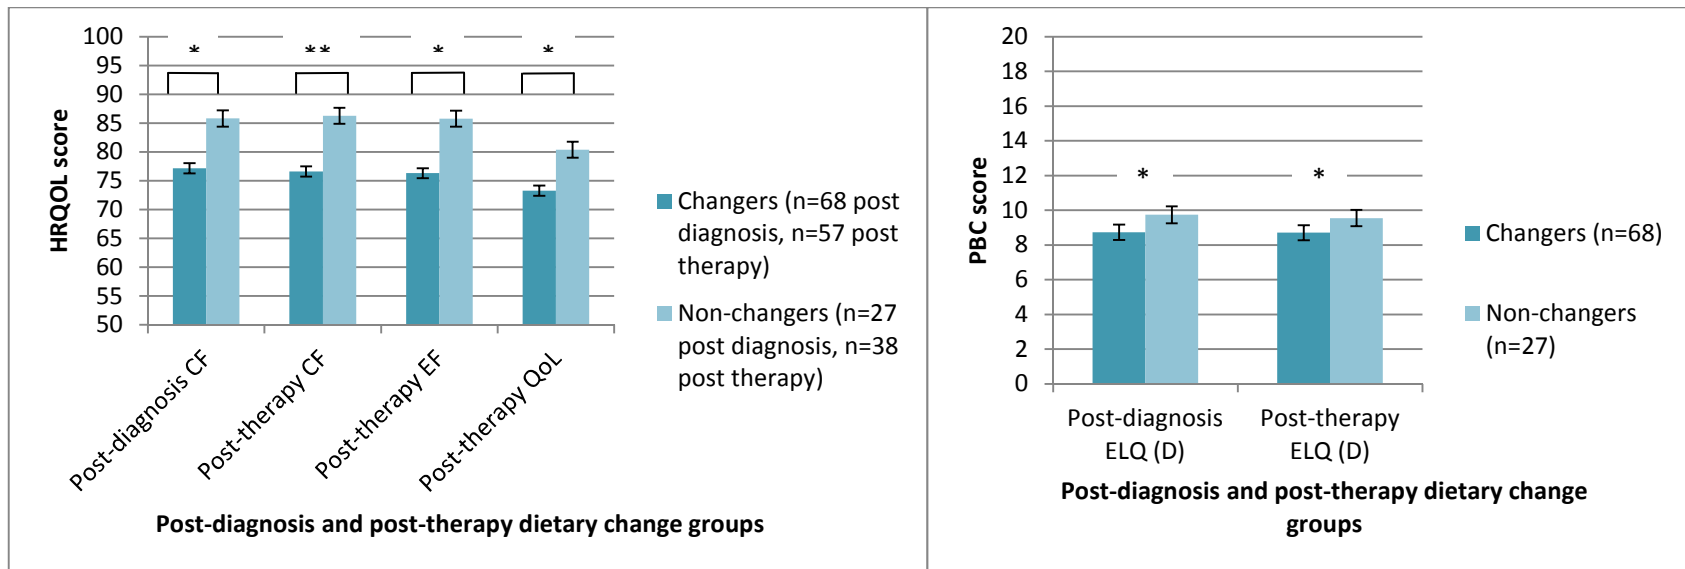 100
95
90
85
80
75
70
65
60
55
50
HRQOL score
* ** * *
Post-diagnosis CF
Post-therapy CF
Post-therapy EF
Post-therapy QoL
Post-diagnosis and post-therapy dietary change groups
Changers (n=68 post
diagnosis, n=57 post
therapy)
Non-changers (n=27
post diagnosis, n=38
post therapy)
20
18
16
14
12
10
8
6
4
2
0
PBC score
* *
Post-diagnosis
ELQ (D)
Post-therapy
ELQ (D)
Post-diagnosis and post-therapy dietary change
groups
Changers (n=68)
Non-changers
(n=27)